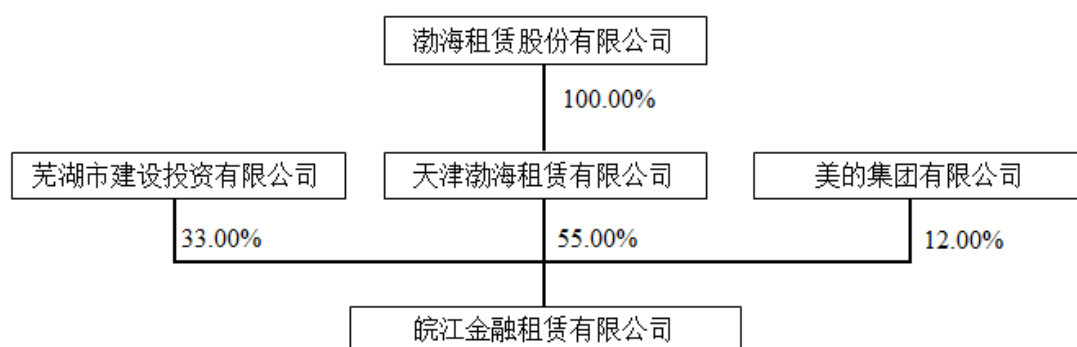 渤海租赁股份有限公司
100.00%
芜湖市建设投资有限公司
天津渤海租赁有限公司
美的集团有限公司
33.00%
55.00%
12.00%
皖江金融租赁有限公司